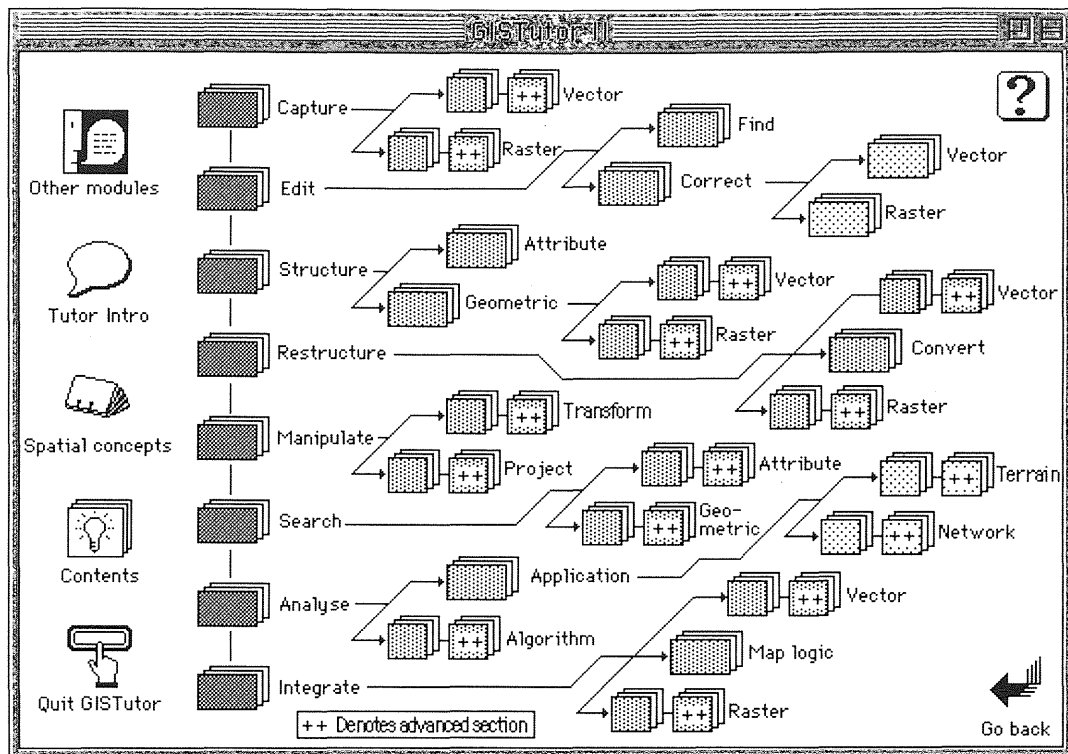 GISTutor II
?
Other modules
Tutor Intro
Spatial concepts
Contents
Quit GISTutor
Capture
++ Vector
++ Raster
Edit
Find
Correct
Vector
Raster
Structure
Attribute
Geometric
++ Vector
++ Raster
Restructure
++ Vector
Convert
++ Raster
Manipulate
++ Transform
++ Project
Search
++ Attribute
++ Geo-
metric
Analyse
Application
++ Terrain
++ Network
++ Algorithm
Integrate
++ Vector
Map logic
++ Raster
++ Denotes advanced section
Go back